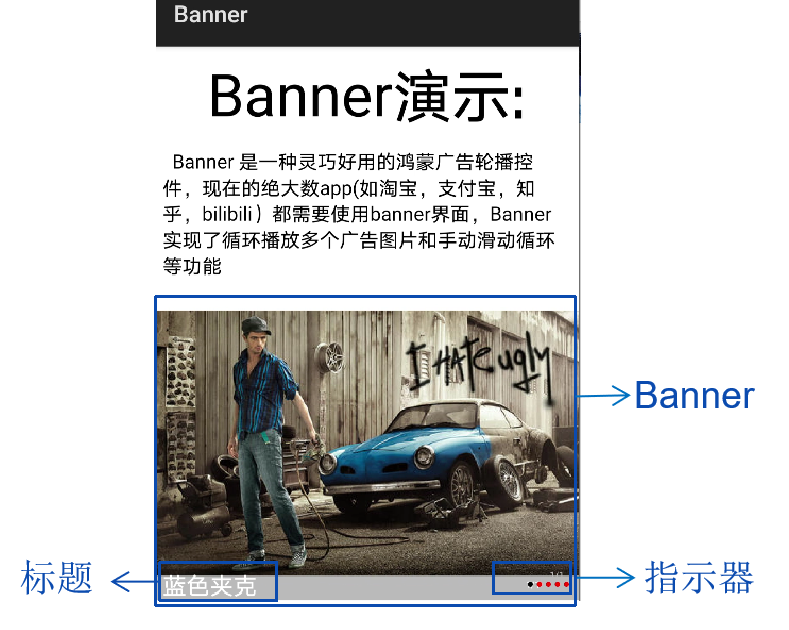 Banner
Banner演示:
Banner 是一种灵巧好用的鸿蒙广告轮播控
件，现在的绝大数app(如淘宝，支付宝，知
乎，bilibili）都需要使用banner界面，Banner
实现了循环播放多个广告图片和手动滑动循环
等功能
I HAte ugly
Banner
标题
蓝色夹克
指示器